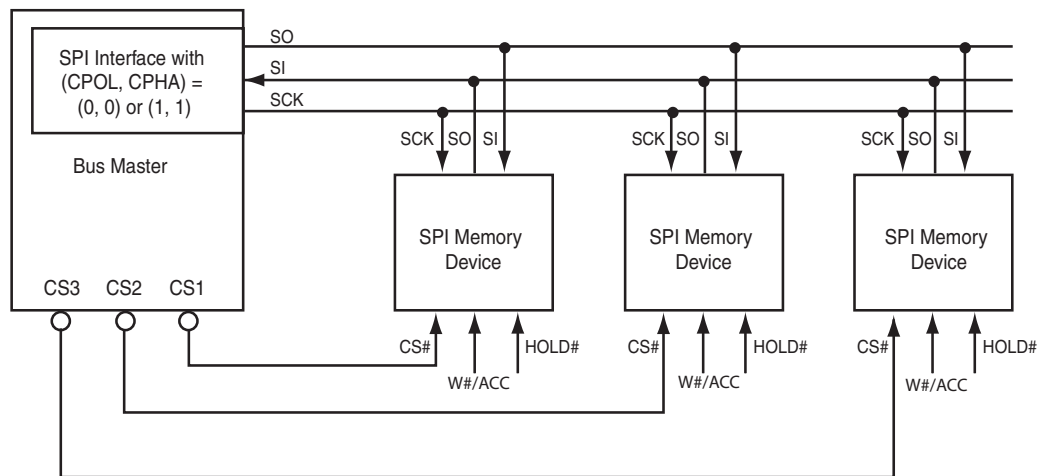 SO
SI
SCK
SPI Interface with
(CPOL, CPHA) =
(0, 0) or (1, 1)
Bus Master
SCK SO SI
SCK SO SI
SCK SO SI
SPI Memory
Device
SPI Memory
Device
SPI Memory
Device
CS3 CS2 CS1
CS# HOLD#
W#/ACC
CS# HOLD#
W#/ACC
CS# HOLD#
W#/ACC